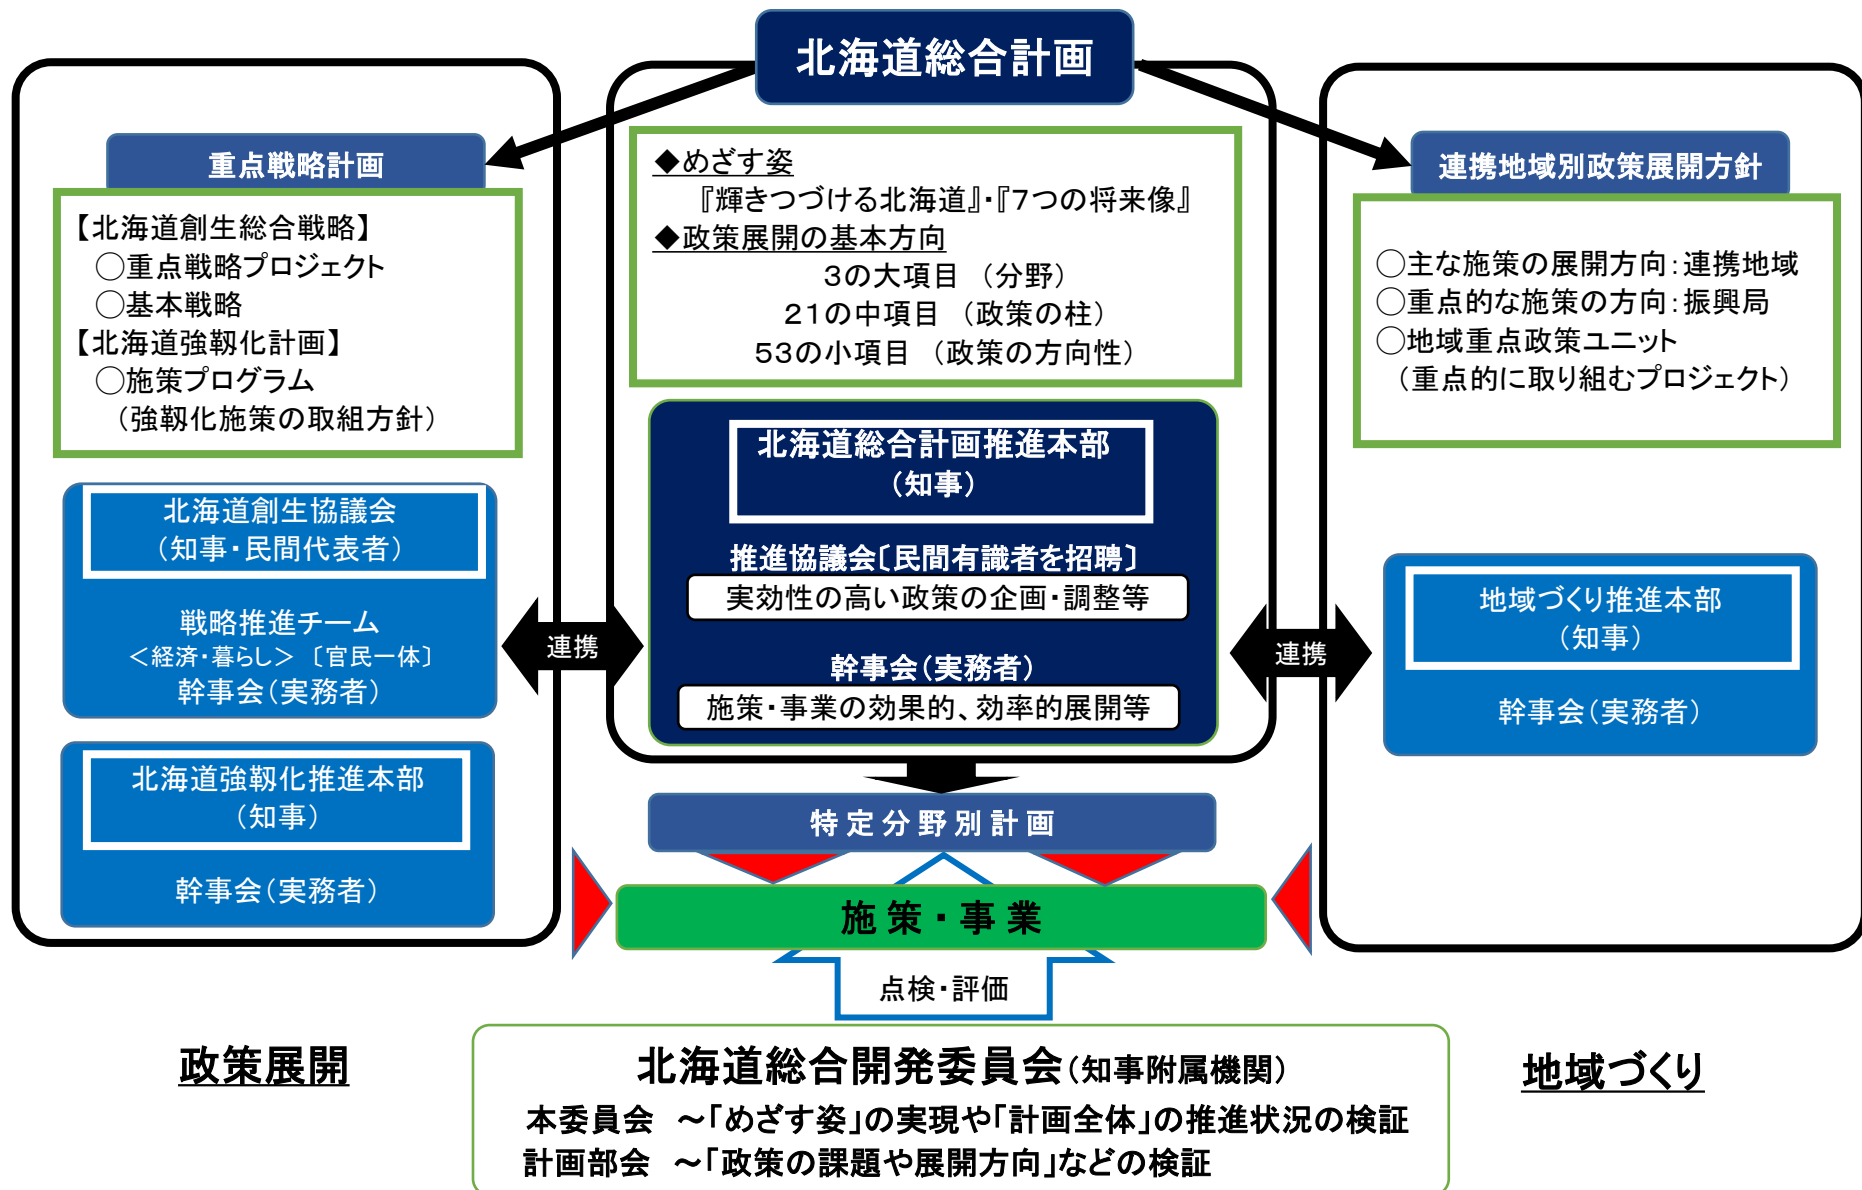 北海道総合計画
重点戦略計画
【北海道創生総合戦略】
○重点戦略プロジェクト
○基本戦略
【北海道強靱化計画】
○施策プログラム
（強靱化施策の取組方針）
北海道創生協議会
（知事・民間代表者）
戦略推進チーム
＜経済・暮らし＞〔官民一体〕
幹事会（実務者）
北海道強靱化推進本部
（知事）
幹事会（実務者）
連携
◆めざす姿
『輝きつづける北海道』・『７つの将来像』
◆政策展開の基本方向
３の大項目 （分野）
２１の中項目 （政策の柱）
５３の小項目 （政策の方向性）
北海道総合計画推進本部
（知事）
推進協議会〔民間有識者を招聘〕
実効性の高い政策の企画・調整等
幹事会（実務者）
施策・事業の効果的、効率的展開等
連携
連携地域別政策展開方針
○主な施策の展開方向：連携地域
○重点的な施策の方向：振興局
○地域重点政策ユニット
（重点的に取り組むプロジェクト）
地域づくり推進本部
（知事）
幹事会（実務者）
特定分野別計画
施策・事業
点検・評価
政策展開
北海道総合開発委員会（知事附属機関）
本委員会 ～「めざす姿」の実現や「計画全体」の推進状況の検証
計画部会 ～「政策の課題や展開方向」などの検証
地域づくり